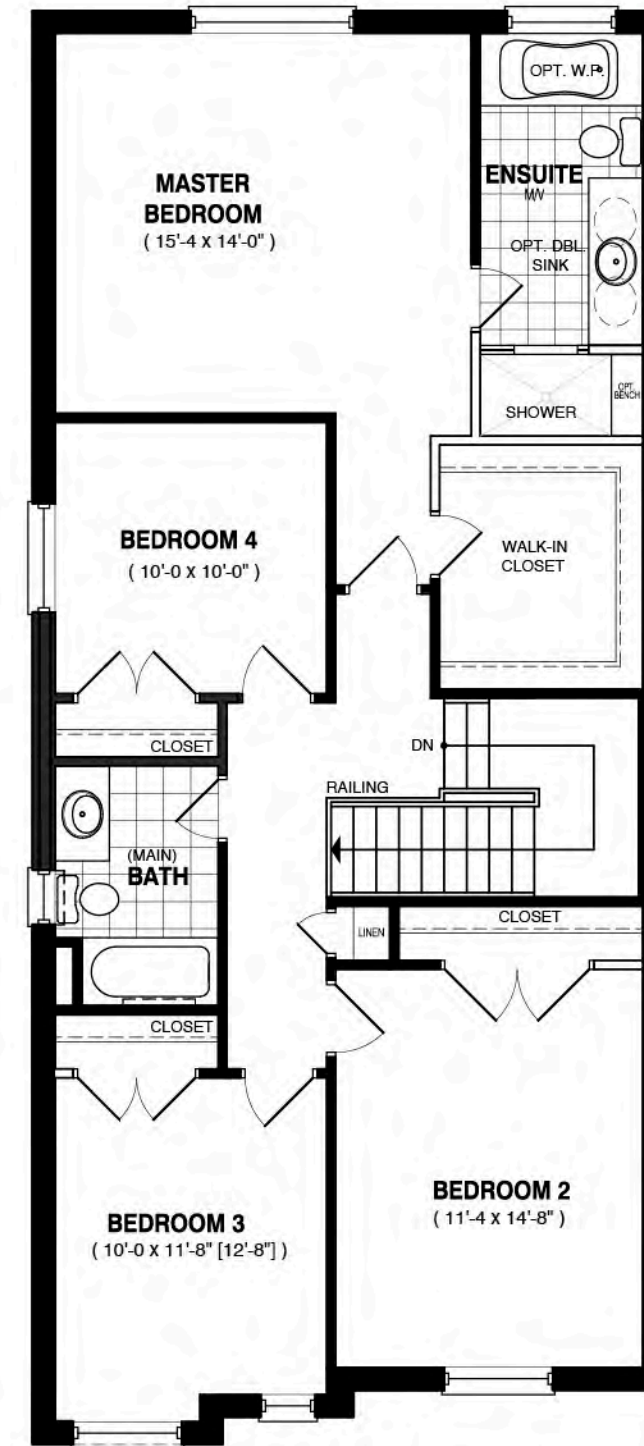 OPT. W.P.
MASTER
BEDROOM
( 15'-4 x 14'-0" )
ENSUITE
M/V
OPT. DBL.
SINK
OPT.
BENCH
SHOWER
BEDROOM 4
( 10'-0 x 10'-0" )
WALK-IN
CLOSET
CLOSET
DN
RAILING
(MAIN)
BATH
LINEN
CLOSET
CLOSET
BEDROOM 2
( 11'-4 x 14'-8" )
BEDROOM 3
( 10'-0 x 11'-8" [12'-8"] )